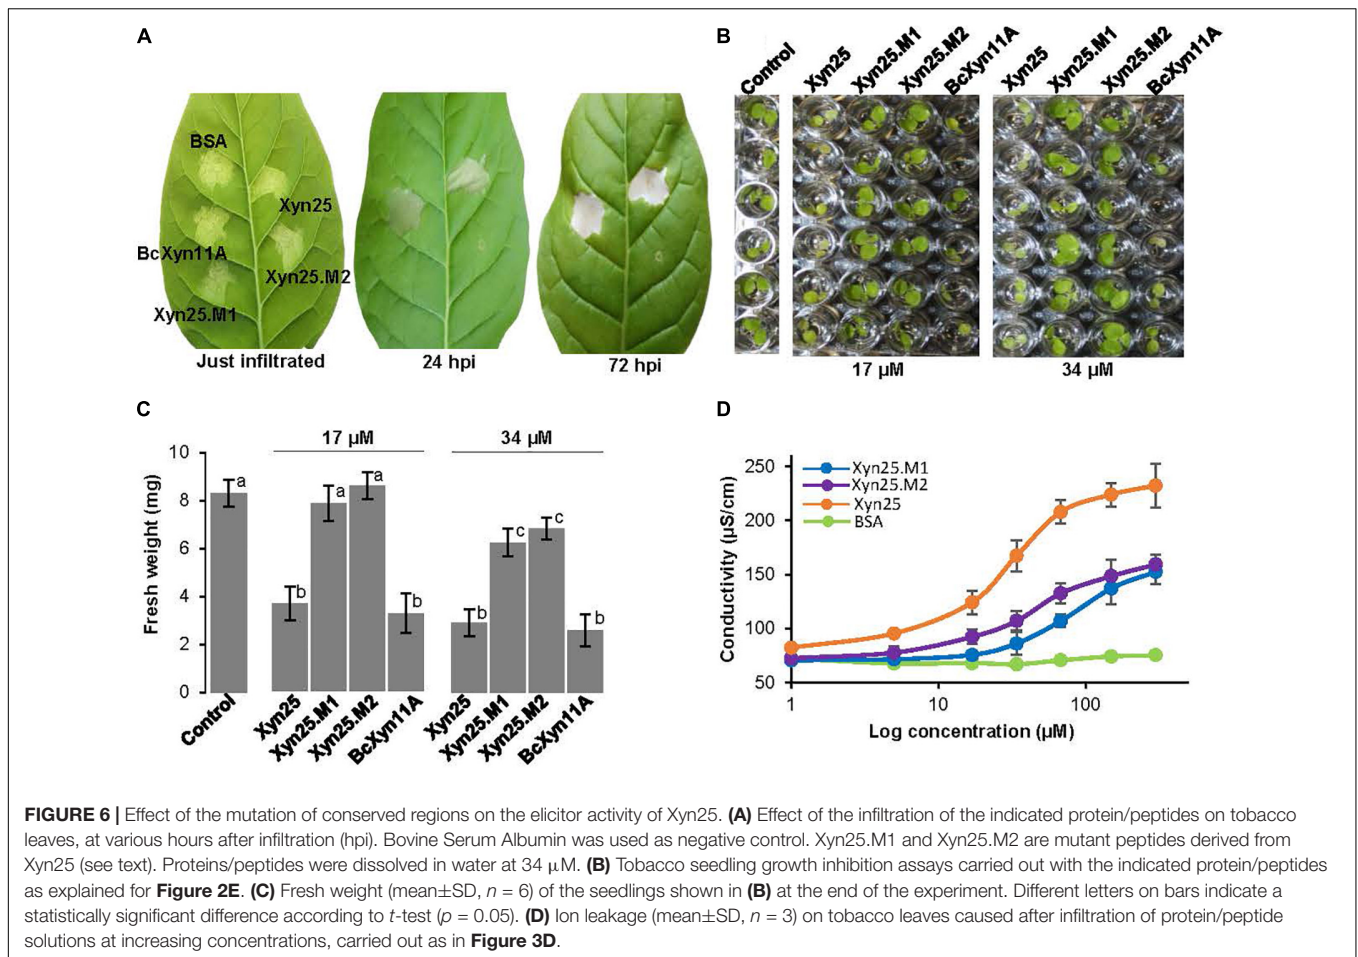 A
BSA
Xyn25
BcXyn11A
Xyn25.M2
Xyn25.M1
Just infiltrated
24 hpi
72 hpi
B
Control
Xyn25
Xyn25.M1
Xyn25.M2
BcXyn11A
Xyn25
Xyn25.M1
Xyn25.M2
BcXyn11A
17 µM
34 µM
C
17 µM
34 µM
Fresh weight (mg)
10
8
6
4
2
0
a
b
a
a
b
b
c
c
b
Control
Xyn25
Xyn25.M1
Xyn25.M2
BcXyn11A
Xyn25
Xyn25.M1
Xyn25.M2
BcXyn11A
D
Conductivity (µS/cm)
250
200
150
100
50
Xyn25.M1
Xyn25.M2
Xyn25
BSA
1
10
100
Log concentration (µM)
FIGURE 6 | Effect of the mutation of conserved regions on the elicitor activity of Xyn25. (A) Effect of the infiltration of the indicated protein/peptides on tobacco
leaves, at various hours after infiltration (hpi). Bovine Serum Albumin was used as negative control. Xyn25.M1 and Xyn25.M2 are mutant peptides derived from
Xyn25 (see text). Proteins/peptides were dissolved in water at 34 µM. (B) Tobacco seedling growth inhibition assays carried out with the indicated protein/peptides
as explained for Figure 2E. (C) Fresh weight (mean±SD, n = 6) of the seedlings shown in (B) at the end of the experiment. Different letters on bars indicate a
statistically significant difference according to t-test (p = 0.05). (D) Ion leakage (mean±SD, n = 3) on tobacco leaves caused after infiltration of protein/peptide
solutions at increasing concentrations, carried out as in Figure 3D.